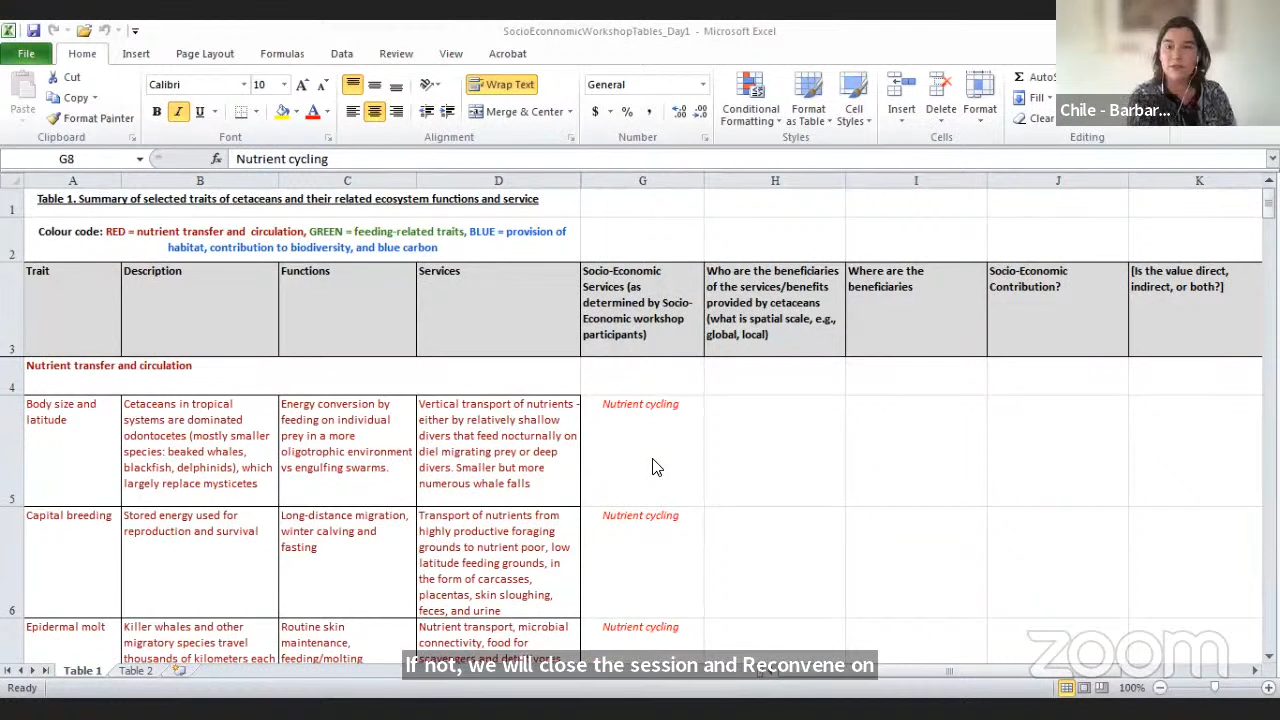 SocioEconnomicWorkshopTables_Day1 - Microsoft Excel
File Home Insert Page Layout Formulas Data Review View Acrobat
Paste
Cut
Copy
Format Painter
Clipboard
Calibri 10
B I U
Font
Wrap Text
Merge & Center
Alignment
General
$ % ,
Number
Conditional Formatting
Format as Table
Cell Styles
Styles
Insert Delete Format
Cells
Fill
Editing
Chile - Barbar...
G8 fx Nutrient cycling
A B C D G H I J K
1
Table 1. Summary of selected traits of cetaceans and their related ecosystem functions and service
2
Colour code: RED = nutrient transfer and circulation, GREEN = feeding-related traits, BLUE = provision of
habitat, contribution to biodiversity, and blue carbon
3
Trait
Description
Functions
Services
Socio-Economic
Services (as
determined by Socio-
Economic workshop
participants)
Who are the beneficiaries
of the services/benefits
provided by cetaceans
(what is spatial scale, e.g.,
global, local)
Where are the
beneficiaries
Socio-Economic
Contribution?
[Is the value direct,
indirect, or both?]
4
Nutrient transfer and circulation
5
Body size and
latitude
Cetaceans in tropical
systems are dominated
odontocetes (mostly smaller
species: beaked whales,
blackfish, delphinids), which
largely replace mysticetes
Energy conversion by
feeding on individual
prey in a more
oligotrophic environment
vs engulfing swarms.
Vertical transport of nutrients -
either by relatively shallow
divers that feed nocturnally on
diel migrating prey or deep
divers. Smaller but more
numerous whale falls
Nutrient cycling
6
Capital breeding
Stored energy used for
reproduction and survival
Long-distance migration,
winter calving and
fasting
Transport of nutrients from
highly productive foraging
grounds to nutrient poor, low
latitude feeding grounds, in
the form of carcasses,
placentas, skin sloughing,
feces, and urine
Nutrient cycling
Epidermal molt
Killer whales and other
migratory species travel
thousands of kilometers each
Routine skin
maintenance,
feeding/molting
Nutrient transport, microbial
connectivity, food for
Nutrient cycling
If not, we will close the session and Reconvene on
zoom
Table 1 Table 2
Ready
100%